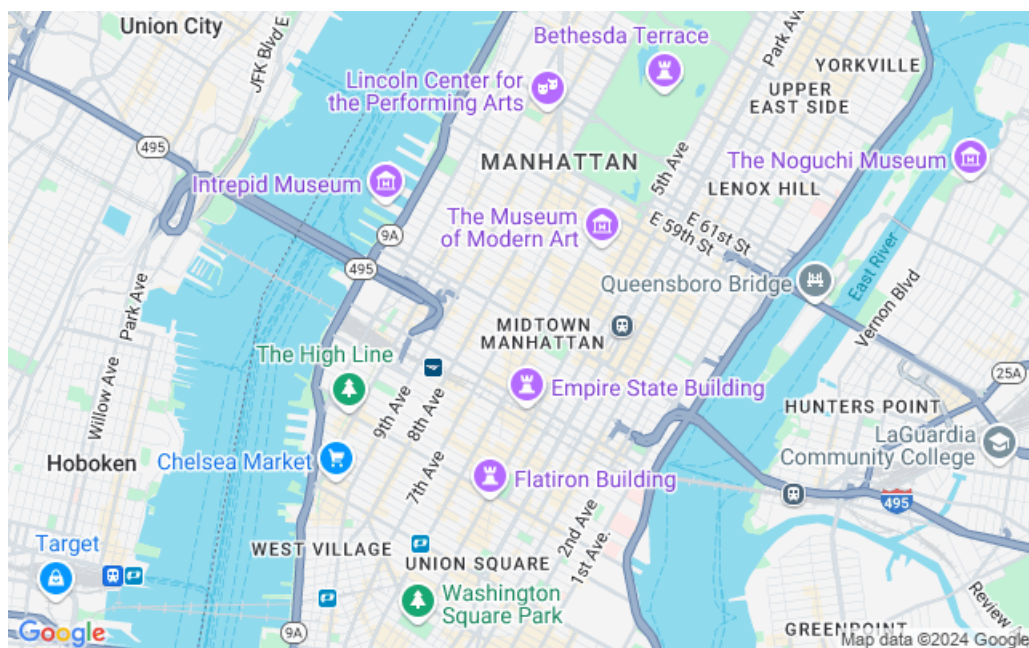 Union City
JFK Blvd E
Bethesda Terrace
Park Ave
YORKVILLE
Lincoln Center for
the Performing Arts
UPPER
EAST SIDE
495
MANHATTAN
5th Ave
The Noguchi Museum
Intrepid Museum
LENOX HILL
The Museum
of Modern Art
E 61st St
E 59th St
9A
495
Queensboro Bridge
East River
Vernon Blvd
Park Ave
MIDTOWN
MANHATTAN
The High Line
25A
Willow Ave
9th Ave
8th Ave
Empire State Building
HUNTERS POINT
LaGuardia
Community College
Hoboken
Chelsea Market
7th Ave
Flatiron Building
495
2nd Ave
1st Ave.
Target
WEST VILLAGE
UNION SQUARE
Washington
Square Park
Review A
9A
GREENPOINT
Google
Map data ©2024 Google